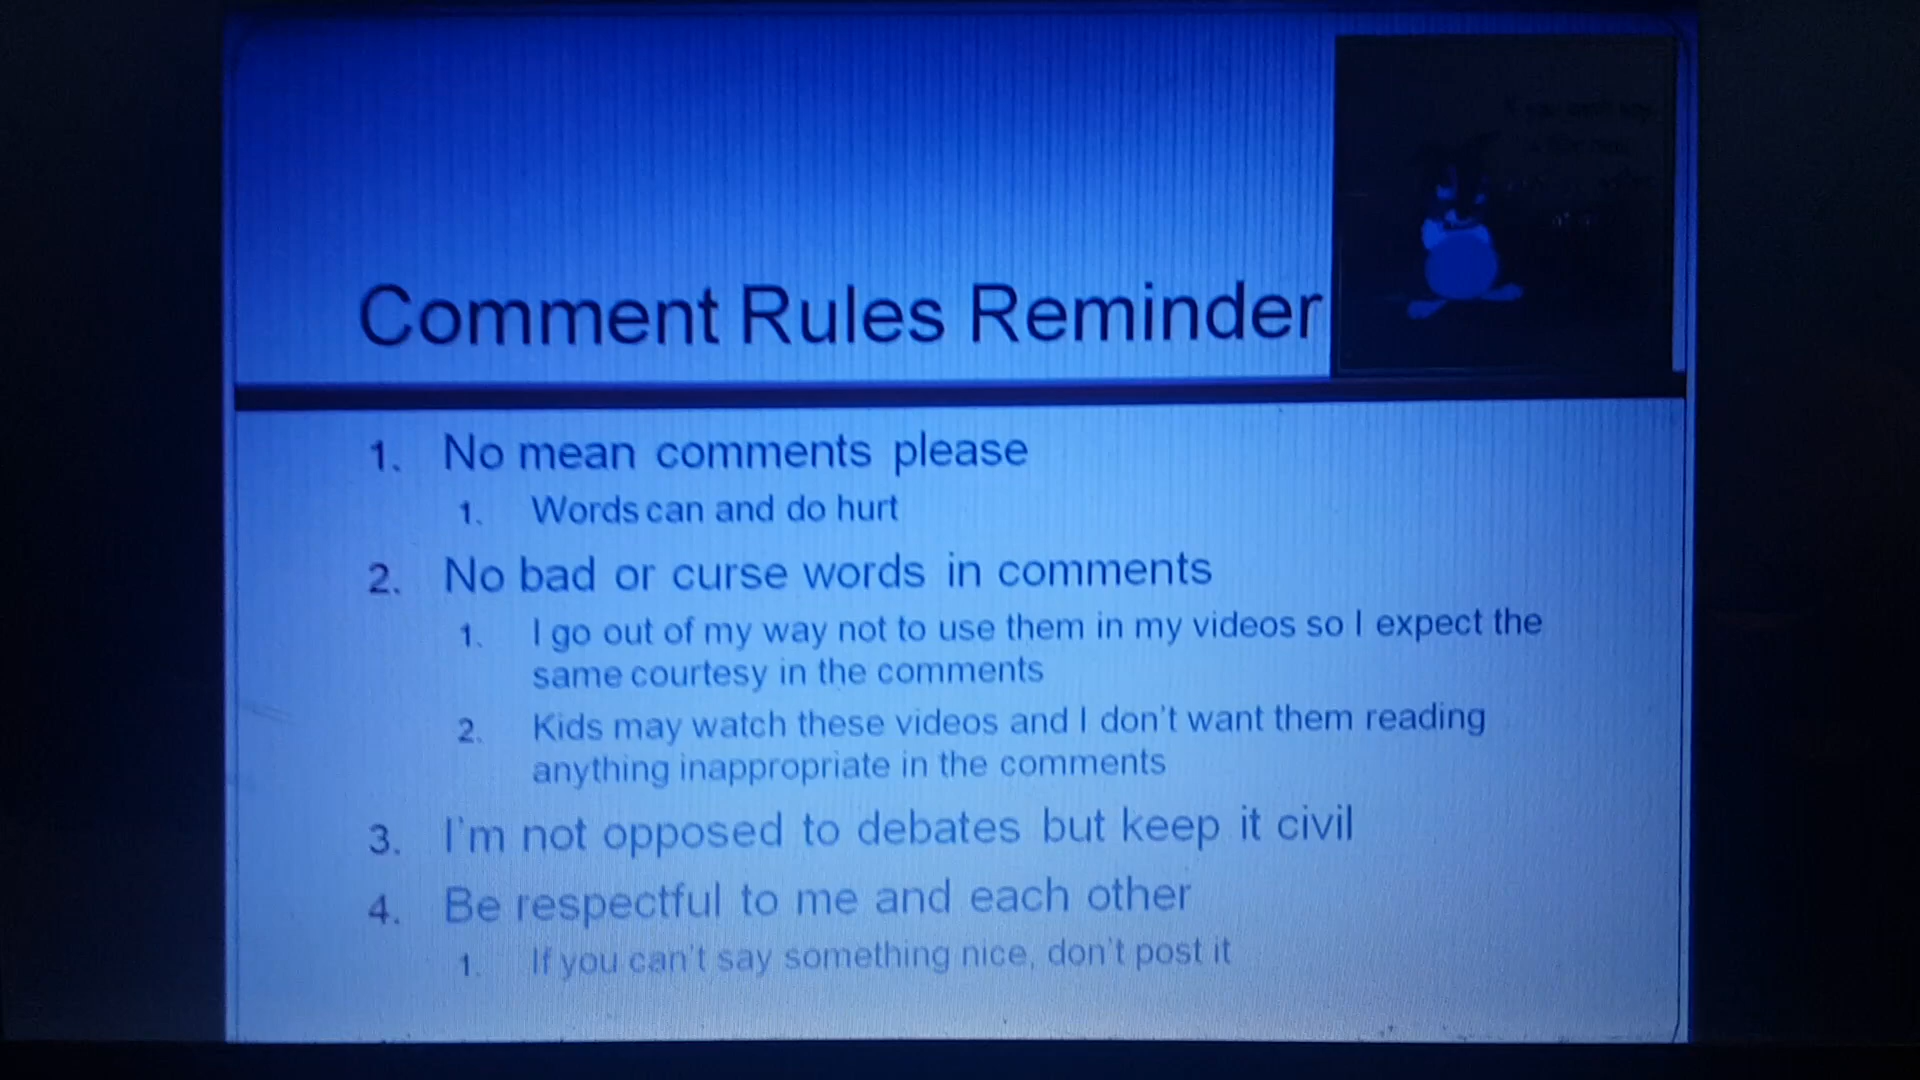 Comment Rules Reminder
1. No mean comments please
1. Words can and do hurt
2. No bad or curse words in comments
1. I go out of my way not to use them in my videos so I expect the
same courtesy in the comments
2. Kids may watch these videos and I don't want them reading
anything inappropriate in the comments
3. I'm not opposed to debates but keep it civil
4. Be respectful to me and each other
1. If you can't say something nice, don't post it